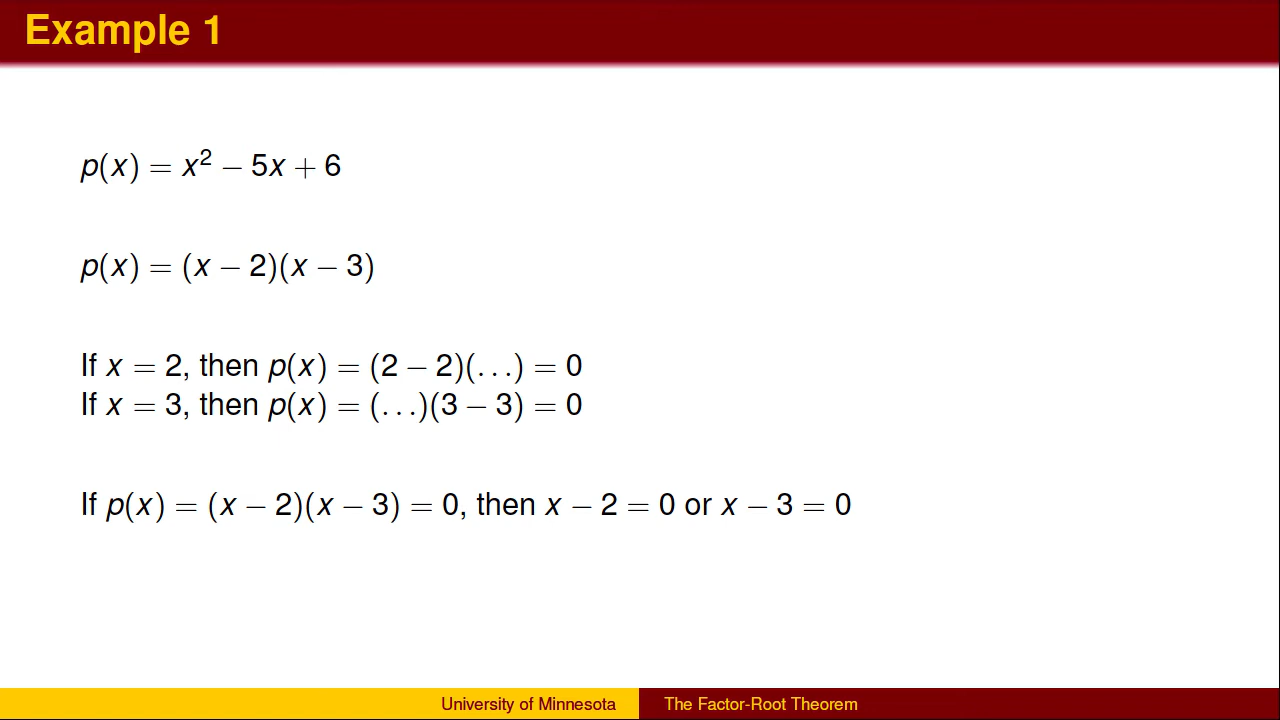 Example 1
p(x) = x² − 5x + 6
p(x) = (x − 2)(x − 3)
If x = 2, then p(x) = (2 − 2)(. . .) = 0
If x = 3, then p(x) = (. . .)(3 − 3) = 0
If p(x) = (x − 2)(x − 3) = 0, then x − 2 = 0 or x − 3 = 0
University of Minnesota
The Factor-Root Theorem